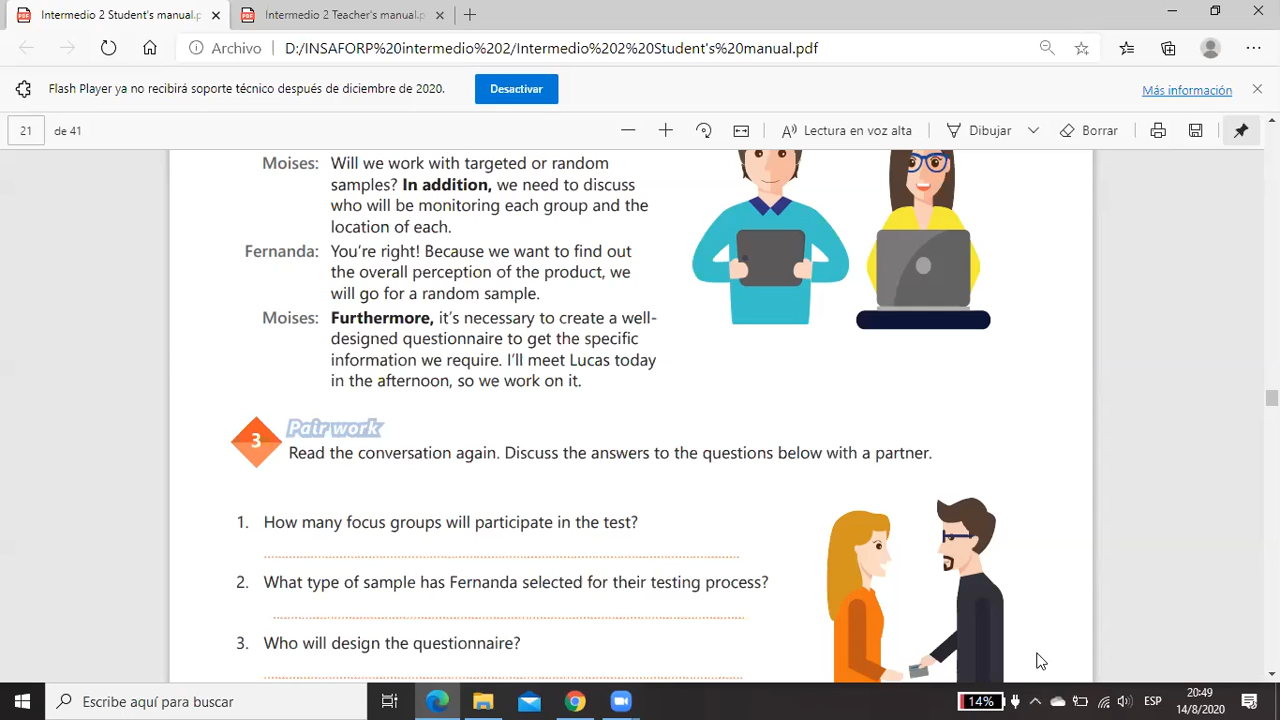 Intermedio 2 Student's manual.p
Intermedio 2 Teacher's manual.p
Archivo
D:/INSAFORP%20intermedio%202/Intermedio%202%20Student's%20manual.pdf
Flash Player ya no recibirá soporte técnico después de diciembre de 2020.
Desactivar
Más información
21
de 41
Lectura en voz alta
Dibujar
Borrar
Moises: Will we work with targeted or random
samples? In addition, we need to discuss
who will be monitoring each group and the
location of each.
Fernanda: You're right! Because we want to find out
the overall perception of the product, we
will go for a random sample.
Moises: Furthermore, it's necessary to create a well-
designed questionnaire to get the specific
information we require. I'll meet Lucas today
in the afternoon, so we work on it.
3
Pair work
Read the conversation again. Discuss the answers to the questions below with a partner.
1. How many focus groups will participate in the test?
2. What type of sample has Fernanda selected for their testing process?
3. Who will design the questionnaire?
Escribe aquí para buscar
14%
ESP
20:49
14/8/2020